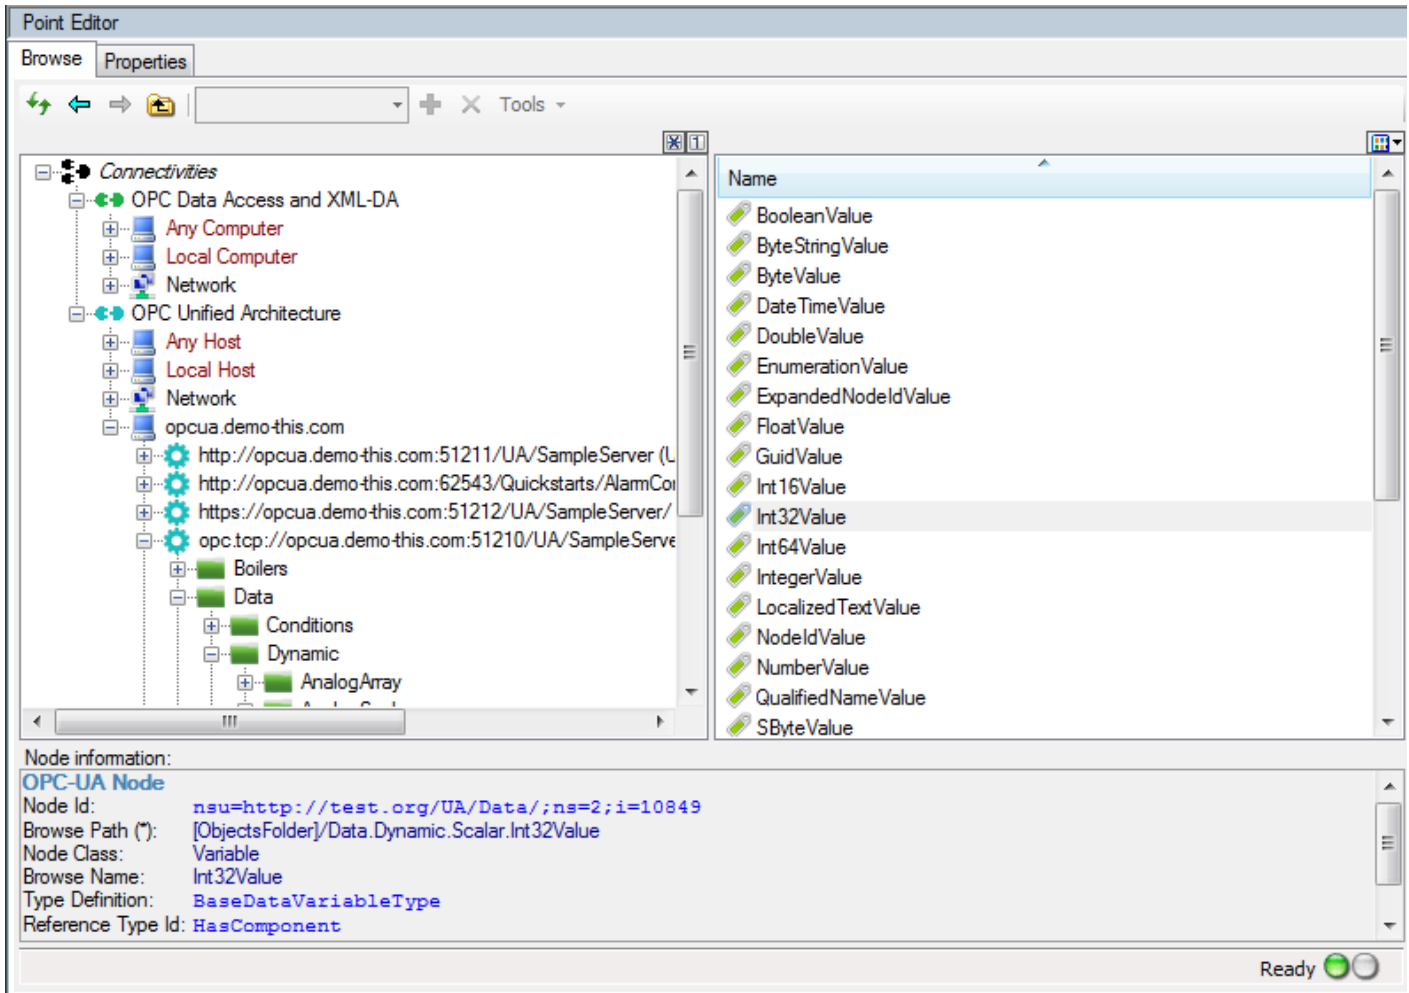 Point Editor
Browse
Properties
Tools
1
Connectivities
OPC Data Access and XML-DA
Any Computer
Local Computer
Network
OPC Unified Architecture
Any Host
Local Host
Network
opcua.demo-this.com
http://opcua.demo-this.com:51211/UA/SampleServer (U
http://opcua.demo-this.com:62543/Quickstarts/AlarmCon
https://opcua.demo-this.com:51212/UA/SampleServer/
opc.tcp://opcua.demo-this.com:51210/UA/SampleServe
Boilers
Data
Conditions
Dynamic
AnalogArray
Name
BooleanValue
ByteStringValue
ByteValue
DateTimeValue
DoubleValue
EnumerationValue
ExpandedNodeIdValue
FloatValue
GuidValue
Int16Value
Int32Value
Int64Value
IntegerValue
LocalizedTextValue
NodeIdValue
NumberValue
QualifiedNameValue
SByteValue
Node information:
OPC-UA Node
Node Id: nsu=http://test.org/UA/Data/;ns=2;i=10849
Browse Path (*): [ObjectsFolder]/Data.Dynamic.Scalar.Int32Value
Node Class: Variable
Browse Name: Int32Value
Type Definition: BaseDataVariableType
Reference Type Id: HasComponent
Ready